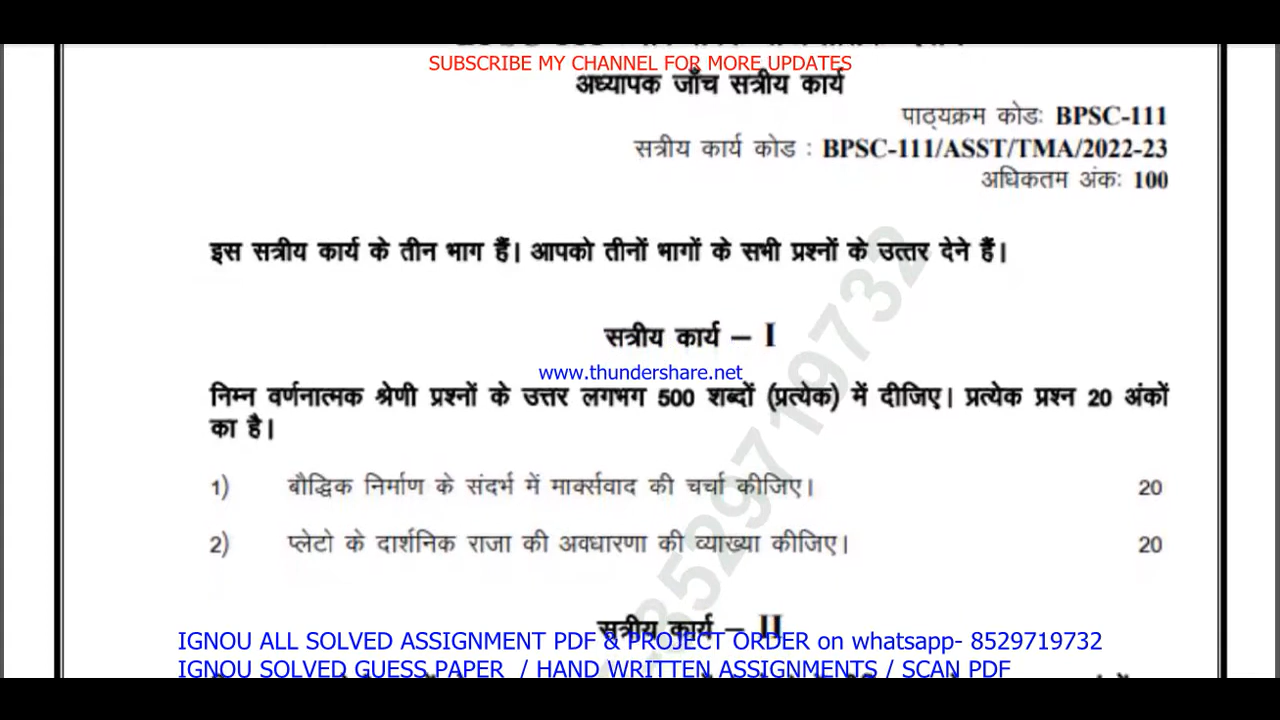 SUBSCRIBE MY CHANNEL FOR MORE UPDATES
अध्यापक जाँच सत्रीय कार्य
पाठ्यक्रम कोडः BPSC-111
सत्रीय कार्य कोड : BPSC-111/ASST/TMA/2022-23
अधिकतम अंकः 100
इस सत्रीय कार्य के तीन भाग हैं। आपको तीनों भागों के सभी प्रश्नों के उत्तर देने हैं।
सत्रीय कार्य – I
www.thundershare.net
निम्न वर्णनात्मक श्रेणी प्रश्नों के उत्तर लगभग 500 शब्दों (प्रत्येक) में दीजिए। प्रत्येक प्रश्न 20 अंकों
का है।
1) बौद्धिक निर्माण के संदर्भ में मार्क्सवाद की चर्चा कीजिए। 20
2) प्लेटो के दार्शनिक राजा की अवधारणा की व्याख्या कीजिए। 20
सत्रीय कार्य – II
IGNOU ALL SOLVED ASSIGNMENT PDF & PROJECT ORDER on whatsapp- 8529719732
IGNOU SOLVED GUESS PAPER / HAND WRITTEN ASSIGNMENTS / SCAN PDF
8529719732